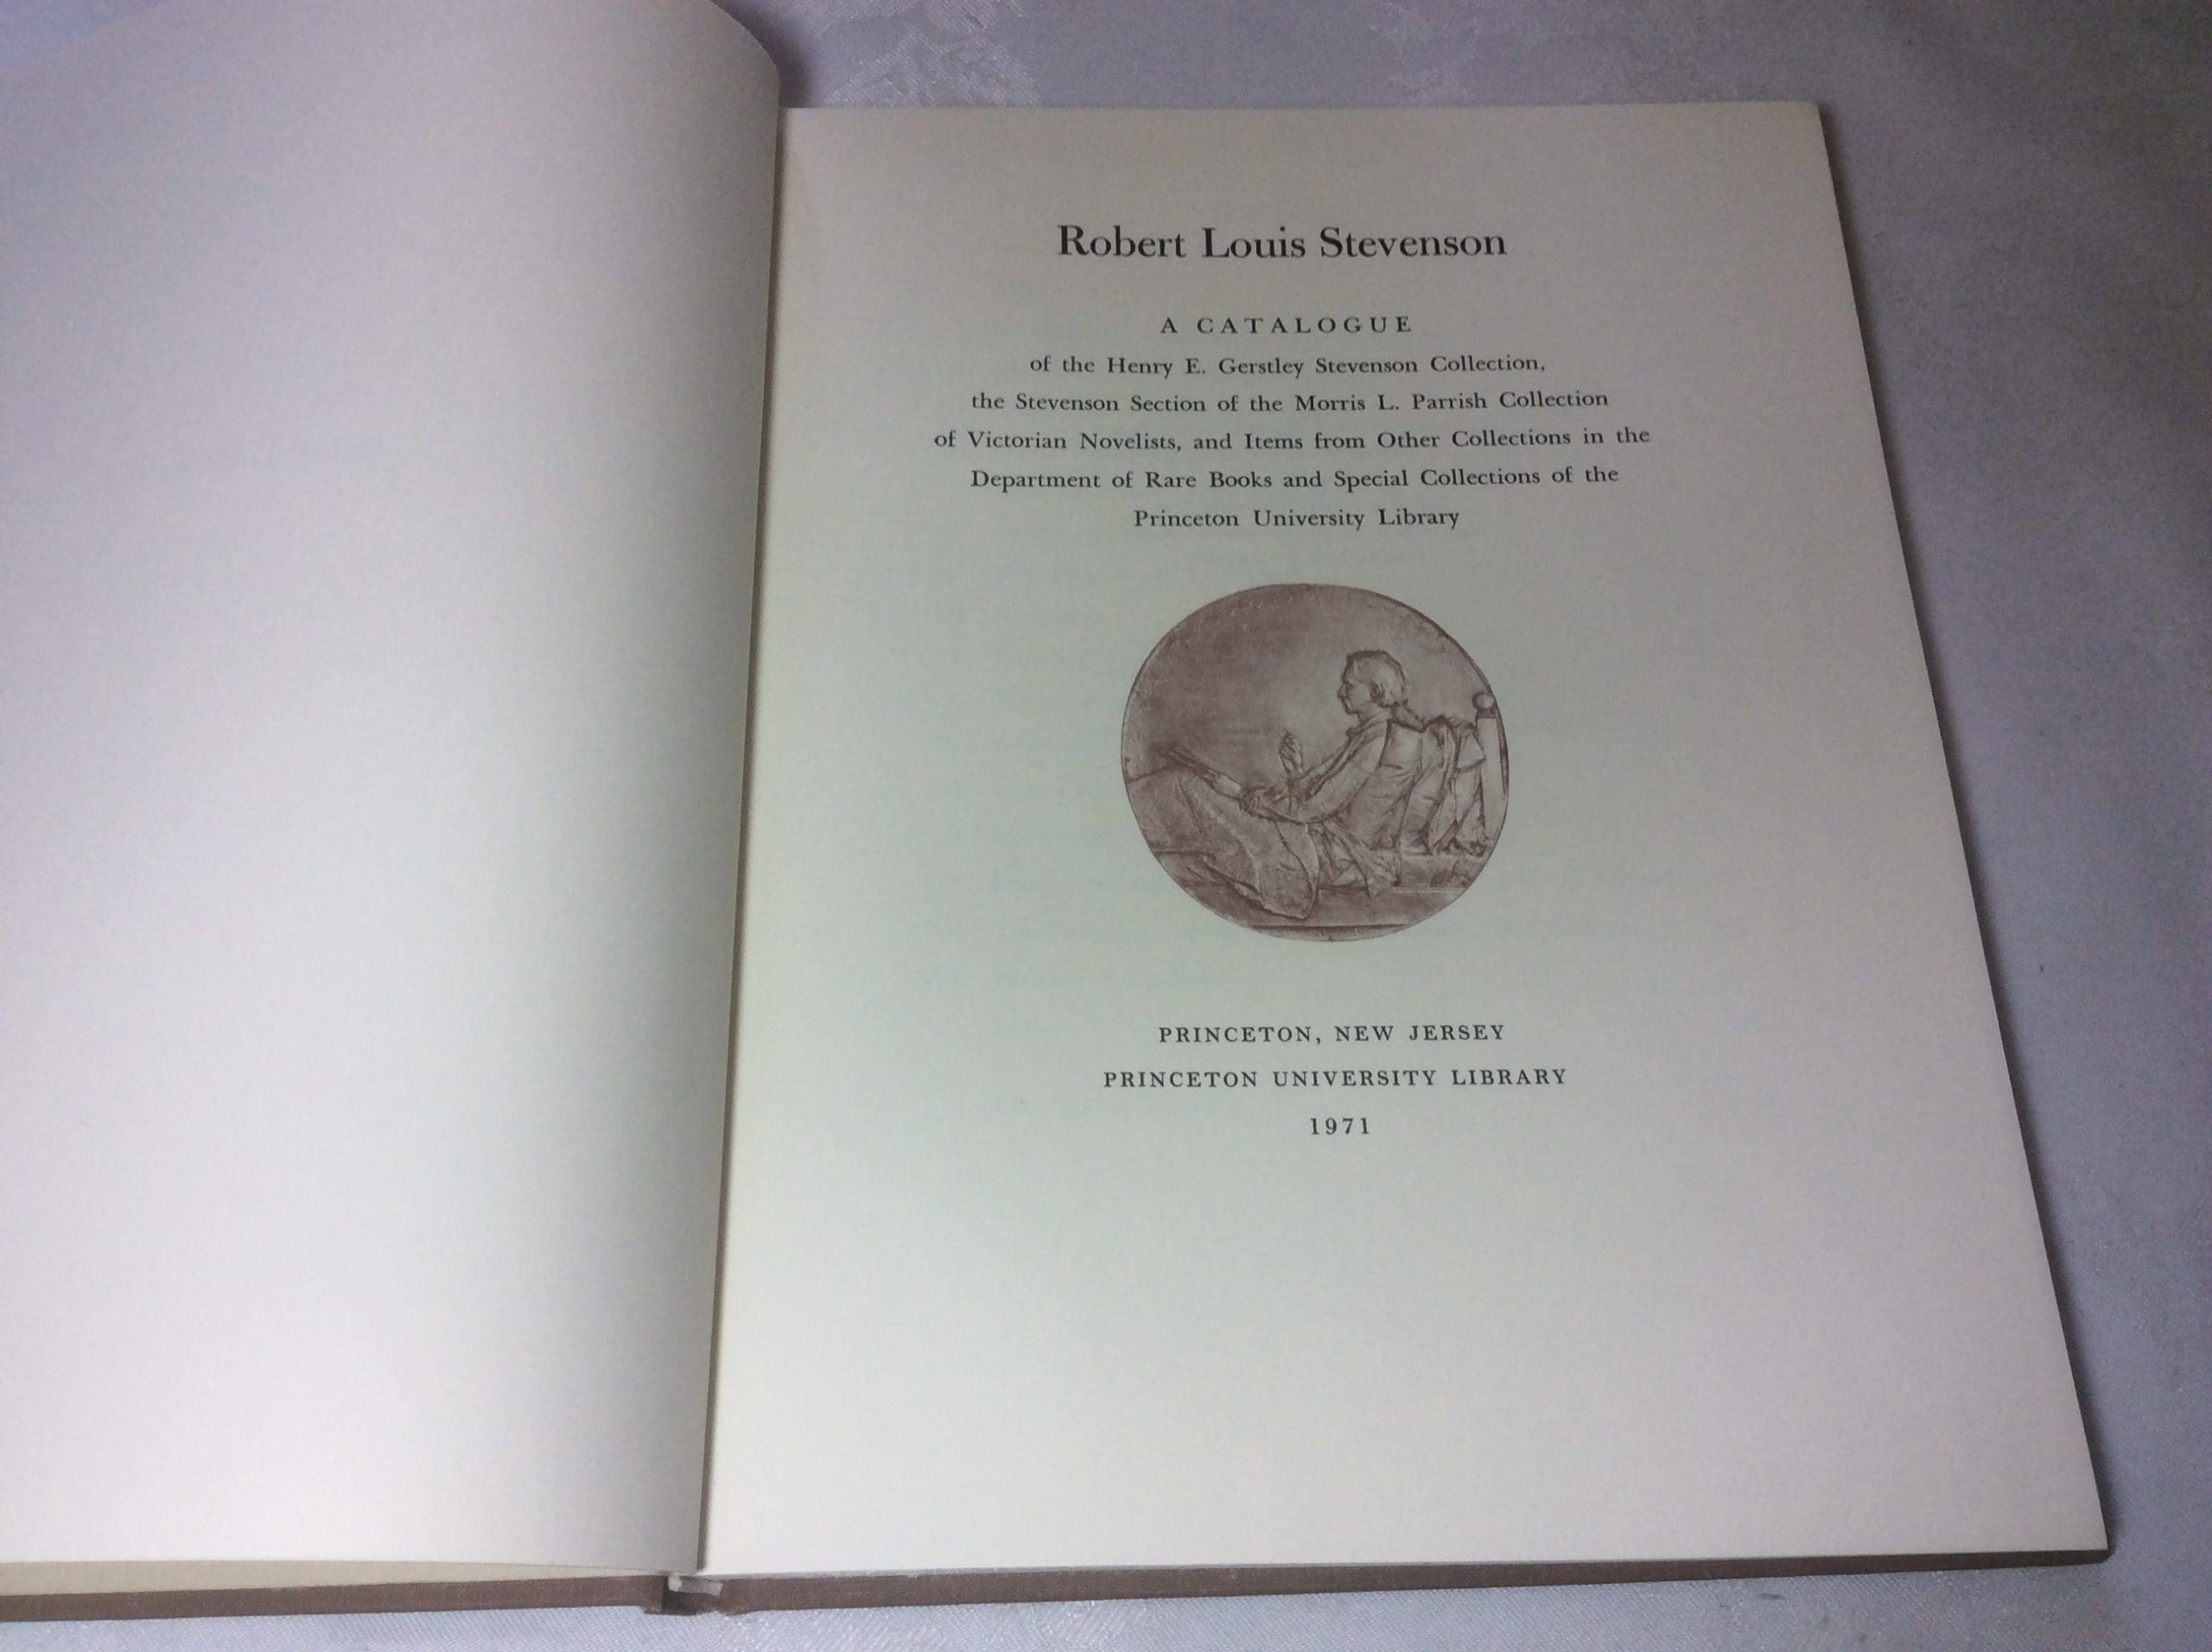 Robert Louis Stevenson
A CATALOGUE
of the Henry E. Gerstley Stevenson Collection,
the Stevenson Section of the Morris L. Parrish Collection
of Victorian Novelists, and Items from Other Collections in the
Department of Rare Books and Special Collections of the
Princeton University Library
PRINCETON, NEW JERSEY
PRINCETON UNIVERSITY LIBRARY
1971